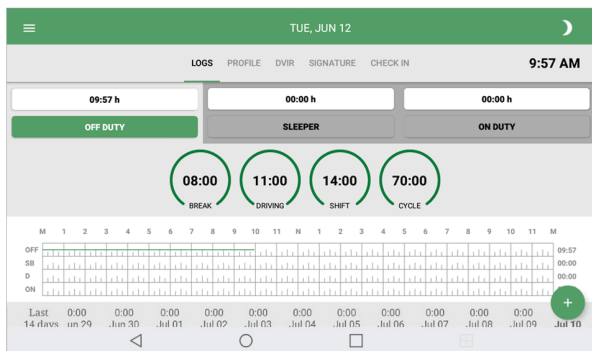 TUE, JUN 12
LOGS PROFILE DVIR SIGNATURE CHECK IN 9:57 AM
09:57 h 00:00 h 00:00 h
OFF DUTY SLEEPER ON DUTY
08:00 11:00 14:00 70:00
BREAK DRIVING SHIFT CYCLE
M 1 2 3 4 5 6 7 8 9 10 11 N 1 2 3 4 5 6 7 8 9 10 11 M
OFF 09:57
SB 00:00
D 00:00
ON
+
Last 0:00 0:00 0:00 0:00 0:00 0:00 0:00 0:00 0:00 0:00 0:00
14 days un 29 Jun 30 Jul 01 Jul 02 Jul 03 Jul 04 Jul 05 Jul 06 Jul 07 Jul 08 Jul 09 Jul 10